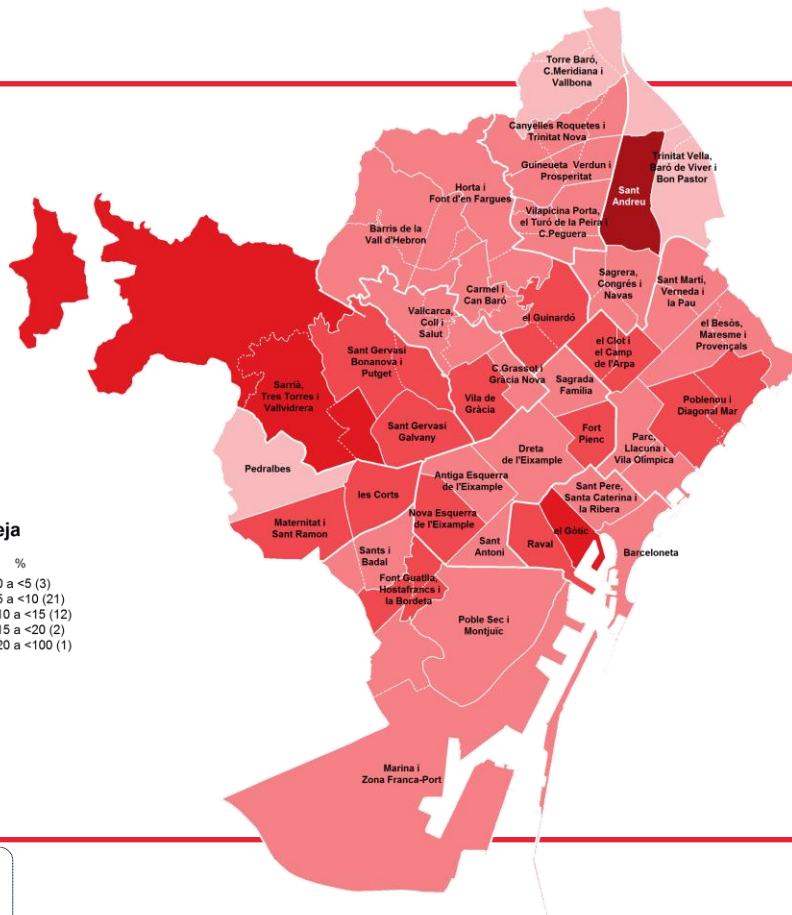 Torre Baró,
C.Meridiana i
Vallbona
Canyelles Roquetes i
Trinitat Nova
Trinitat Vella,
Baró de Viver i
Bon Pastor
Guineueta Verdun i
Prosperitat
Sant
Andreu
Horta i
Font d'en Fargues
Vilapicina Porta,
el Turó de la Peira i
C.Peguera
Barris de la
Vall d'Hebron
Sagrera,
Congrés i
Navas
Sant Martí,
Verneda i
la Pau
Carmel i
Can Baró
Vallcarca,
Coll i
Salut
el Guinardó
el Besòs,
Maresme i
Provençals
el Clot i
el Camp
de l'Arpa
Sant Gervasi
Bonanova i
Putget
C.Grassot i
Gràcia Nova
Sagrada
Família
Sarrià,
Tres Torres i
Vallvidrera
Vila de
Gràcia
Poblenou i
Diagonal Mar
Sant Gervasi
Galvany
Fort
Pienc
Parc,
Llacuna i
Vila Olímpica
Dreta
de l'Eixample
Pedralbes
Antiga Esquerra
de l'Eixample
les Corts
Sant Pere,
Santa Caterina i
la Ribera
Maternitat i
Sant Ramon
Nova Esquerra
de l'Eixample
el Gòtic
Sant
Antoni
Raval
Barceloneta
Sants i
Badal
Font Guatlla,
Hostafrancs i
la Bordeta
Poble Sec i
Montjuïc
Marina i
Zona Franca-Port
eja
%
0 a <5 (3)
5 a <10 (21)
10 a <15 (12)
15 a <20 (2)
20 a <100 (1)